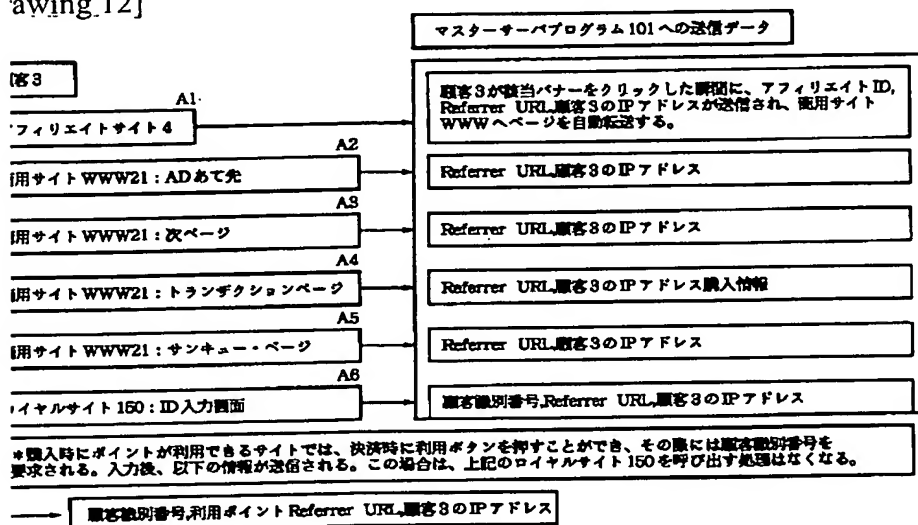 awing 12]
マスターサーバプログラム101への送信データ
客3
顧客3が該当バナーをクリックした瞬間に、アフィリエイトID,
Referrer URL,顧客3のIPアドレスが送信され、商用サイト
WWWへページを自動転送する。
A1
フィリエイトサイト4
A2
用サイトWWW21:ADあて先
Referrer URL,顧客3のIPアドレス
A3
用サイトWWW21:次ページ
Referrer URL,顧客3のIPアドレス
A4
用サイトWWW21:トランザクションページ
Referrer URL,顧客3のIPアドレス購入情報
A5
用サイトWWW21:サンキュー・ページ
Referrer URL,顧客3のIPアドレス
A6
イヤルサイト150:ID入力画面
顧客識別番号,Referrer URL,顧客3のIPアドレス
*購入時にポイントが利用できるサイトでは、決済時に利用ボタンを押すことができ、その際には顧客識別番号を
要求される。入力後、以下の情報が送信される。この場合は、上記のロイヤルサイト150を呼び出す処理はなくなる。
顧客識別番号,利用ポイントReferrer URL,顧客3のIPアドレス